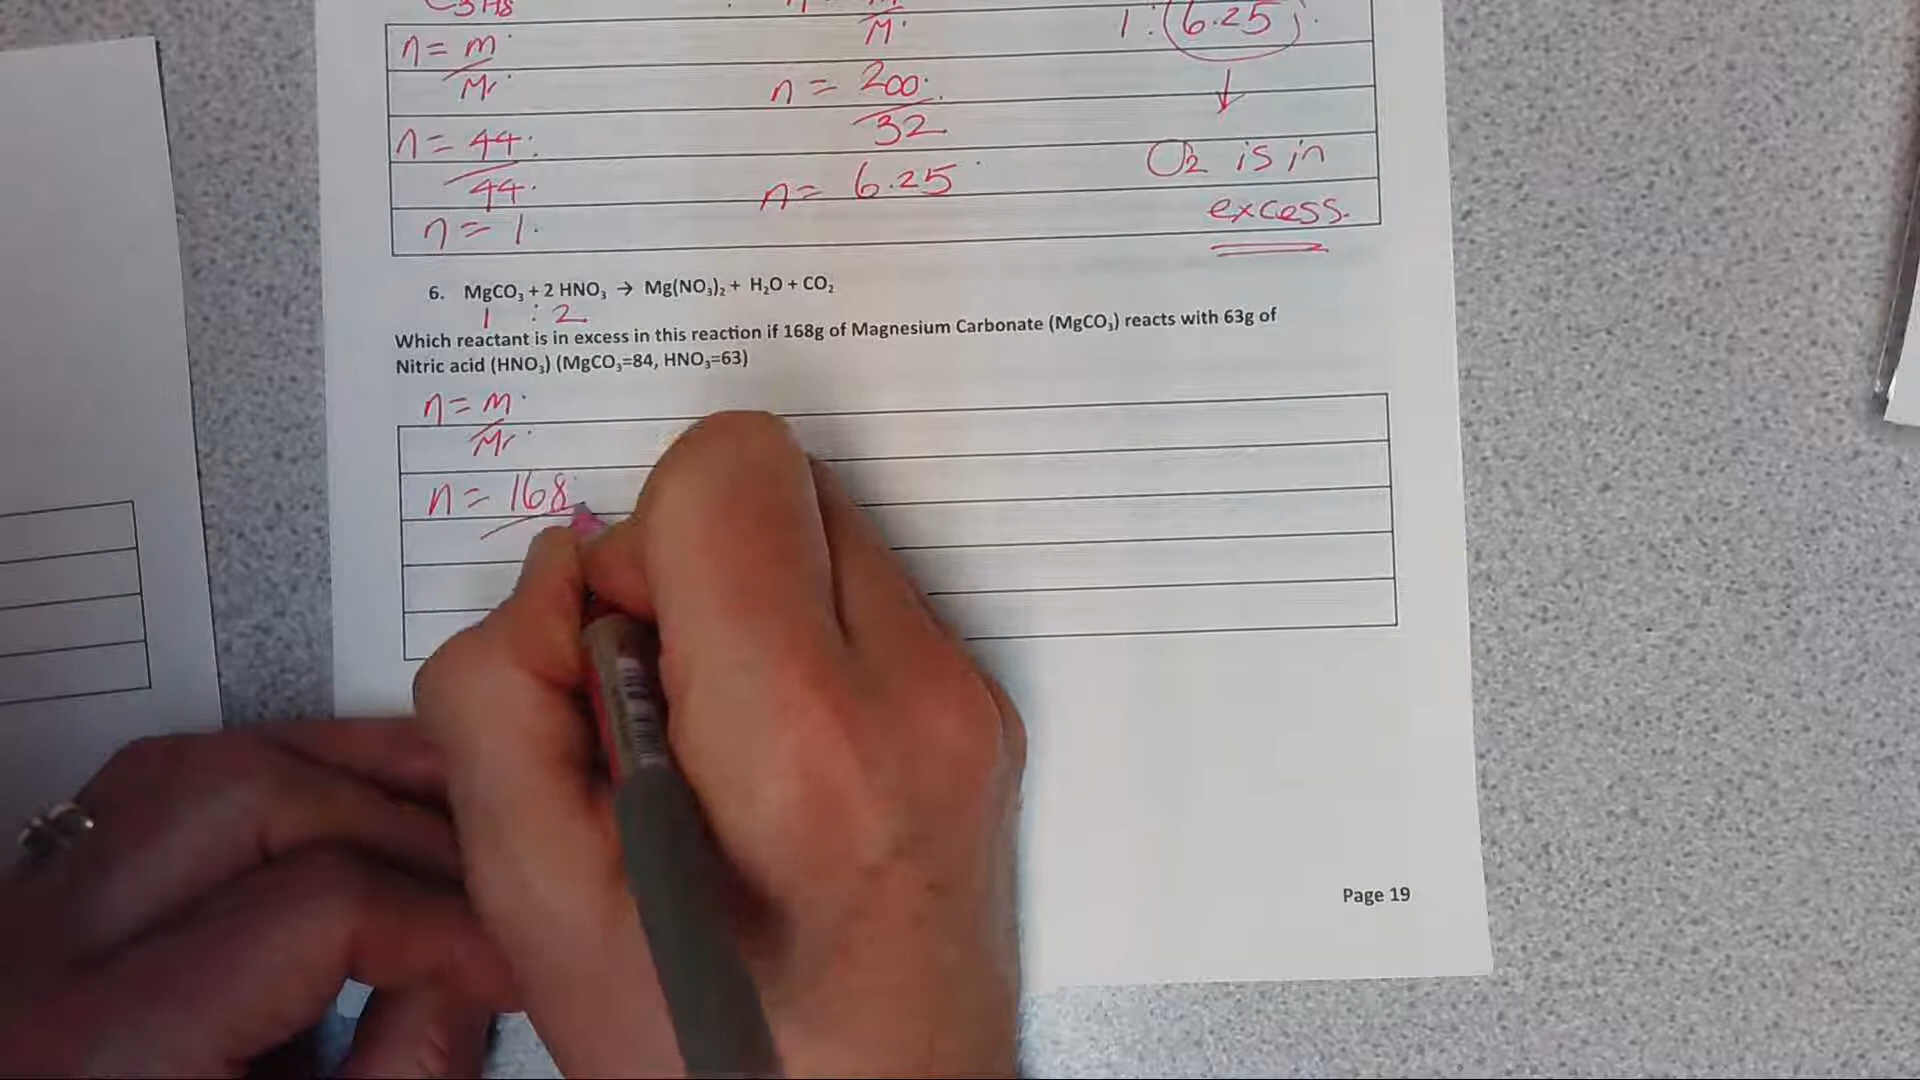 C3H8
n = m
Mr
n = 44
44
n = 1
n = m
M
n = 200
32
n = 6.25
1 : 6.25
↓
O2 is in
excess.
6. MgCO₃ + 2 HNO₃ → Mg(NO₃)₂ + H₂O + CO₂
1 : 2
Which reactant is in excess in this reaction if 168g of Magnesium Carbonate (MgCO₃) reacts with 63g of
Nitric acid (HNO₃) (MgCO₃=84, HNO₃=63)
n = m
Mr
n = 168
Page 19